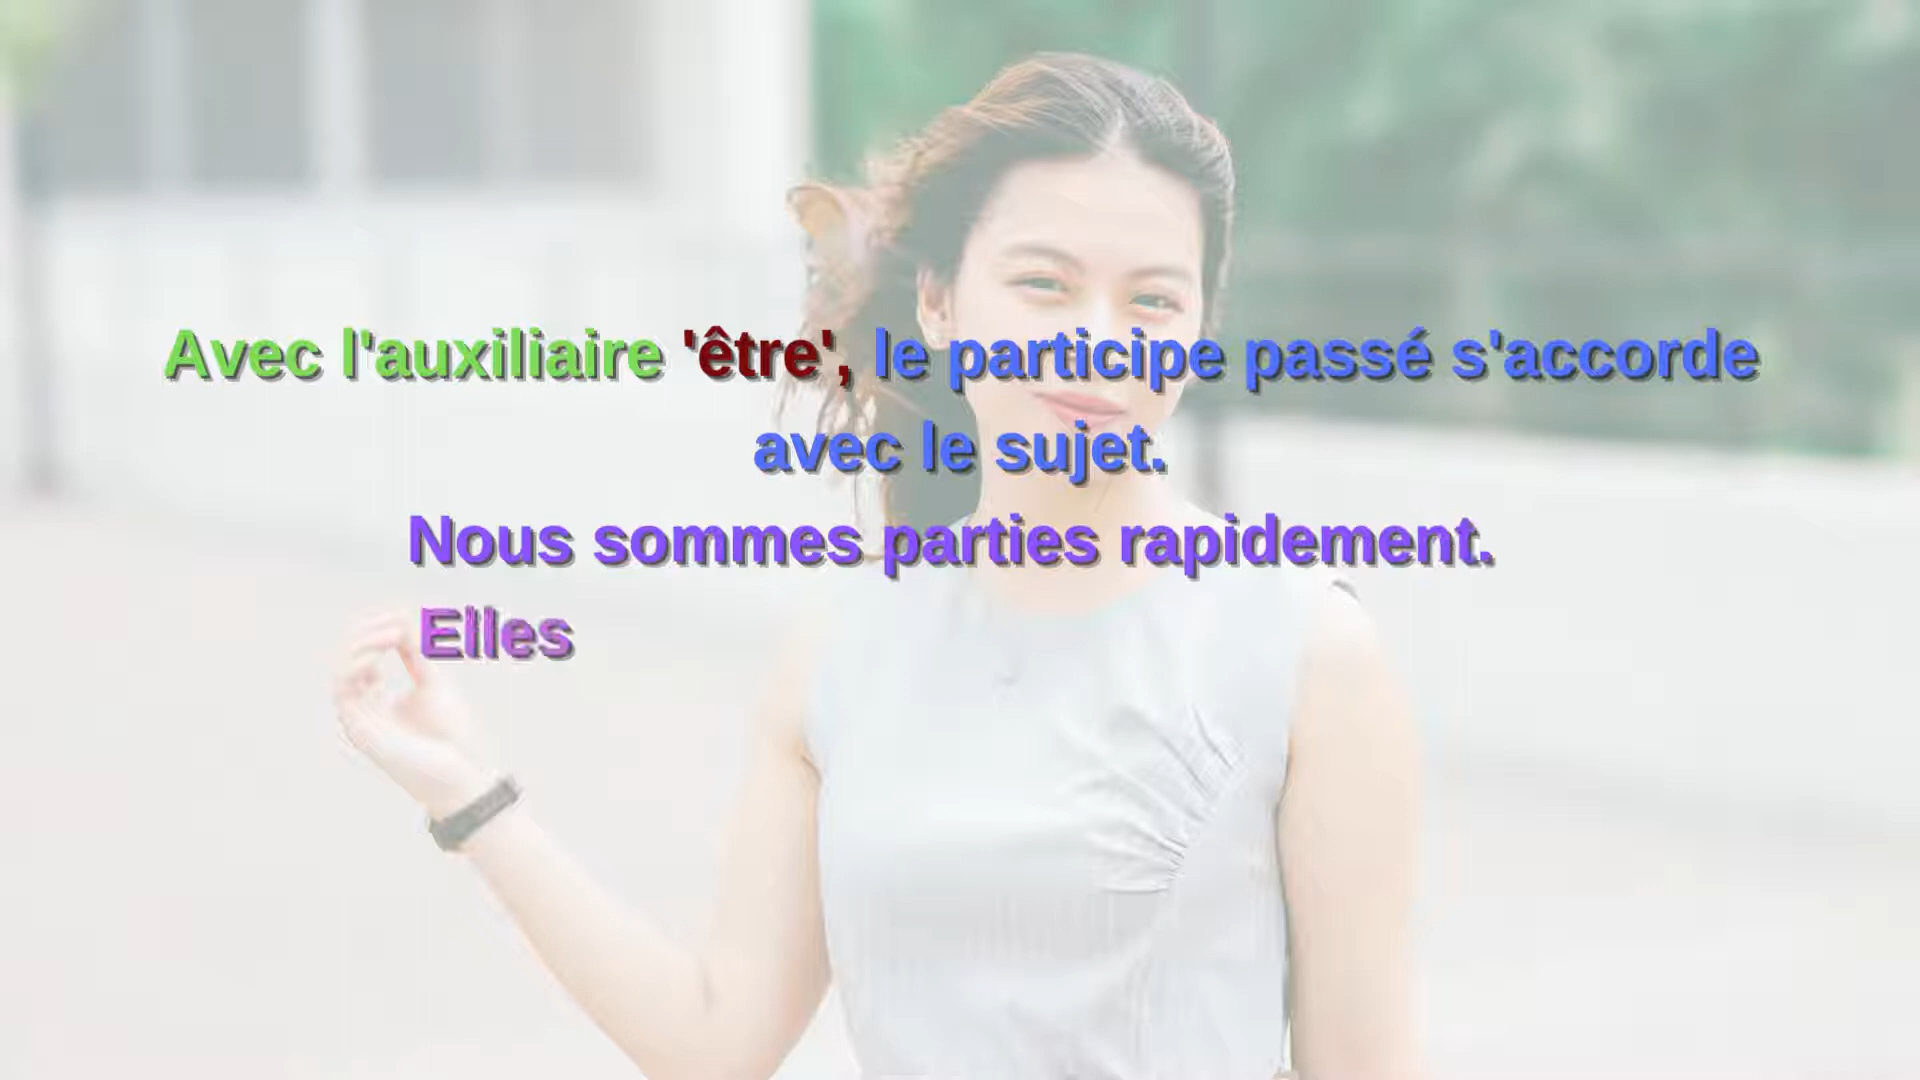 Avec l'auxiliaire 'être', le participe passé s'accorde
avec le sujet.
Nous sommes parties rapidement.
Elles